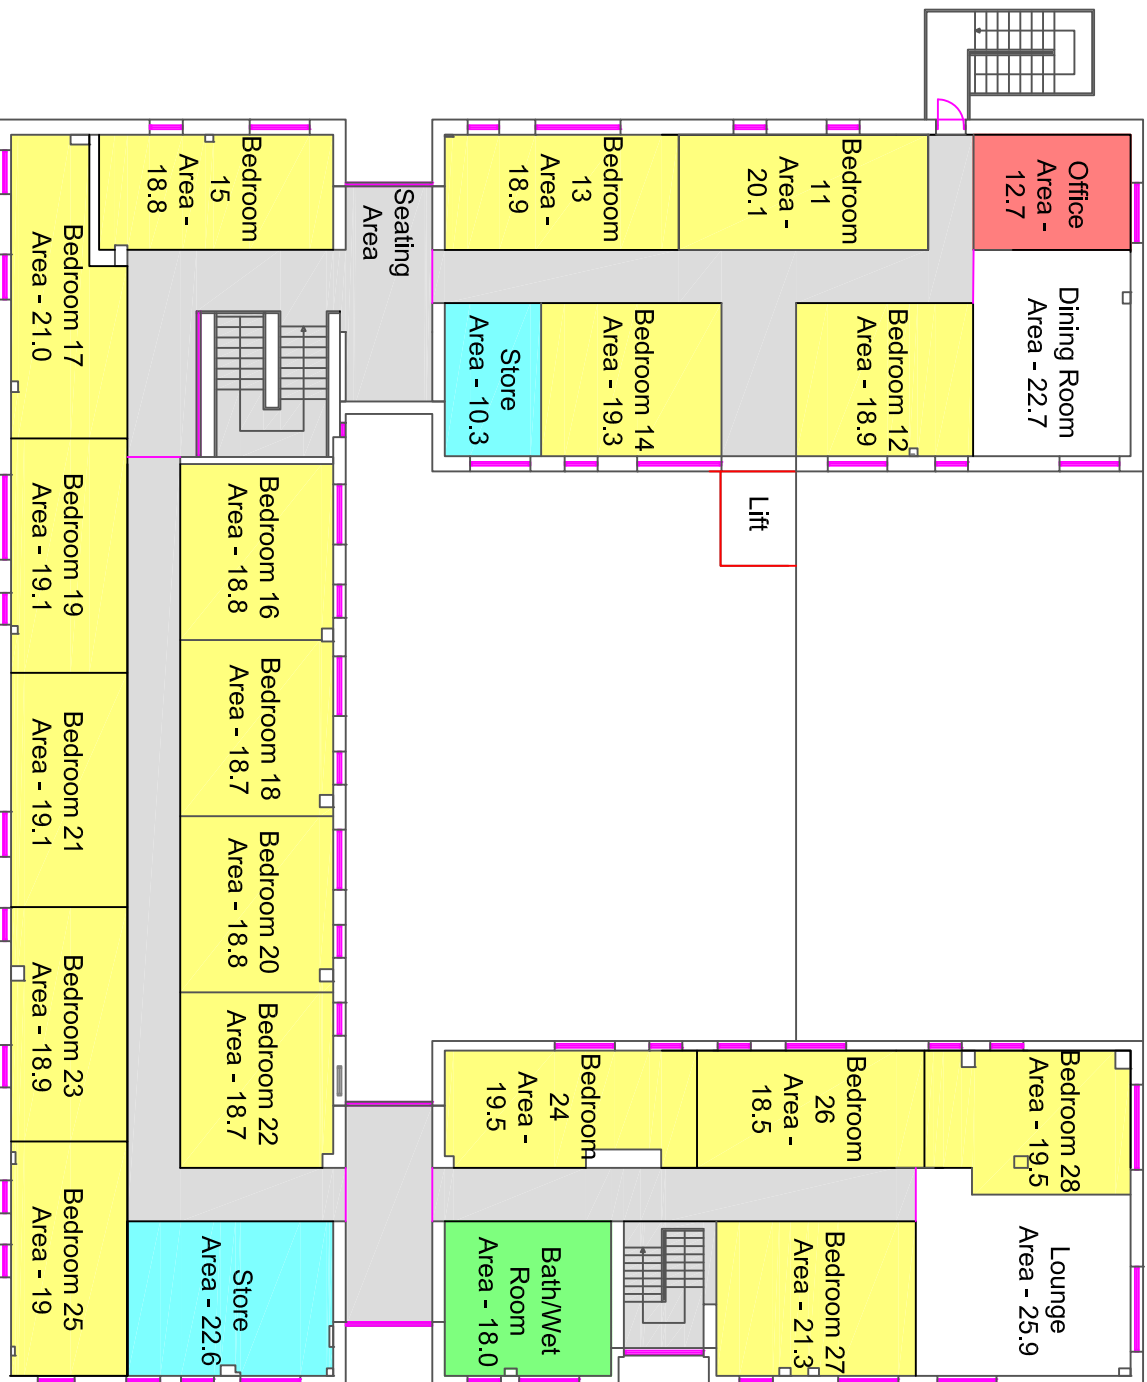 Bedroom
15
Area -
18.8
Bedroom
13
Area -
18.9
Bedroom
11
Area -
20.1
Office
Area -
12.7
Seating
Area
Bedroom 17
Area - 21.0
Store
Area - 10.3
Bedroom 14
Area - 19.3
Bedroom 12
Area - 18.9
Dining Room
Area - 22.7
Lift
Bedroom 19
Area - 19.1
Bedroom 16
Area - 18.8
Bedroom 21
Area - 19.1
Bedroom 18
Area - 18.7
Bedroom 20
Area - 18.8
Bedroom 23
Area - 18.9
Bedroom 22
Area - 18.7
Bedroom
24
Area -
19.5
Bedroom
26
Area -
18.5
Bedroom 28
Area - 19.5
Bedroom 25
Area - 19
Store
Area - 22.6
Bath/Wet
Room
Area - 18.0
Bedroom 27
Area - 21.3
Lounge
Area - 25.9